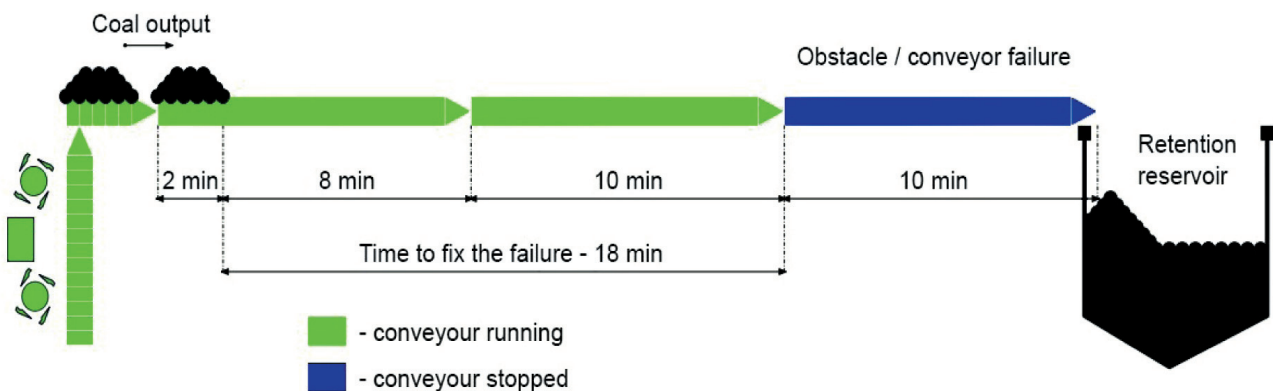 Coal output
Obstacle / conveyor failure
Retention
reservoir
2 min
8 min
10 min
10 min
Time to fix the failure - 18 min
- conveyour running
- conveyour stopped